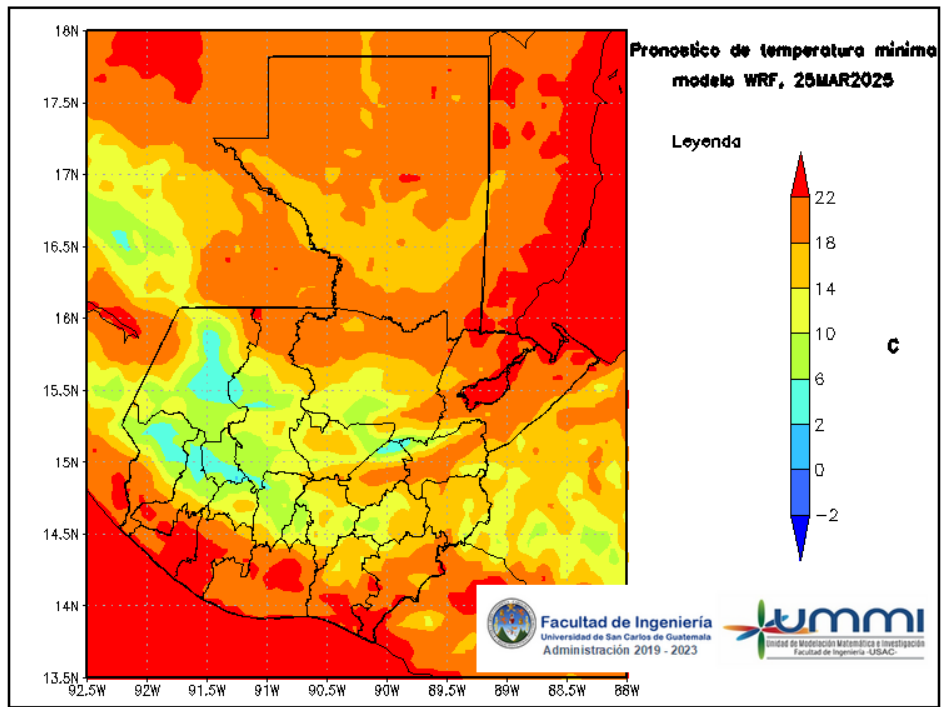 Pronostico de temperatura minima
modelo WRF, 25MAR2025
Leyenda
22
18
14
10
6
2
0
−2
C
18N
17.5N
17N
16.5N
16N
15.5N
15N
14.5N
14N
13.5N
92.5W
92W
91.5W
91W
90.5W
90W
89.5W
89W
88.5W
88W
Facultad de Ingeniería
Universidad de San Carlos de Guatemala
Administración 2019 - 2023
UMMI
Unidad de Modelación Matemática e Investigación
Facultad de Ingeniería -USAC-